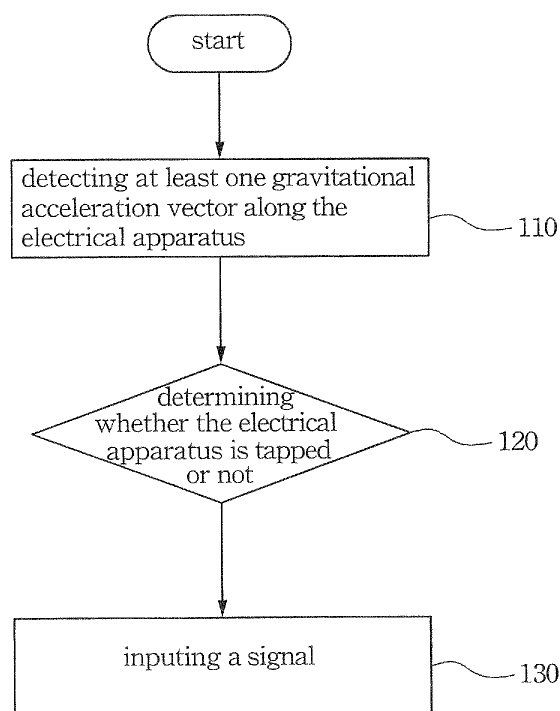 start
detecting at least one gravitational
acceleration vector along the
electrical apparatus
110
determining
whether the electrical
apparatus is tapped
or not
120
inputing a signal
130